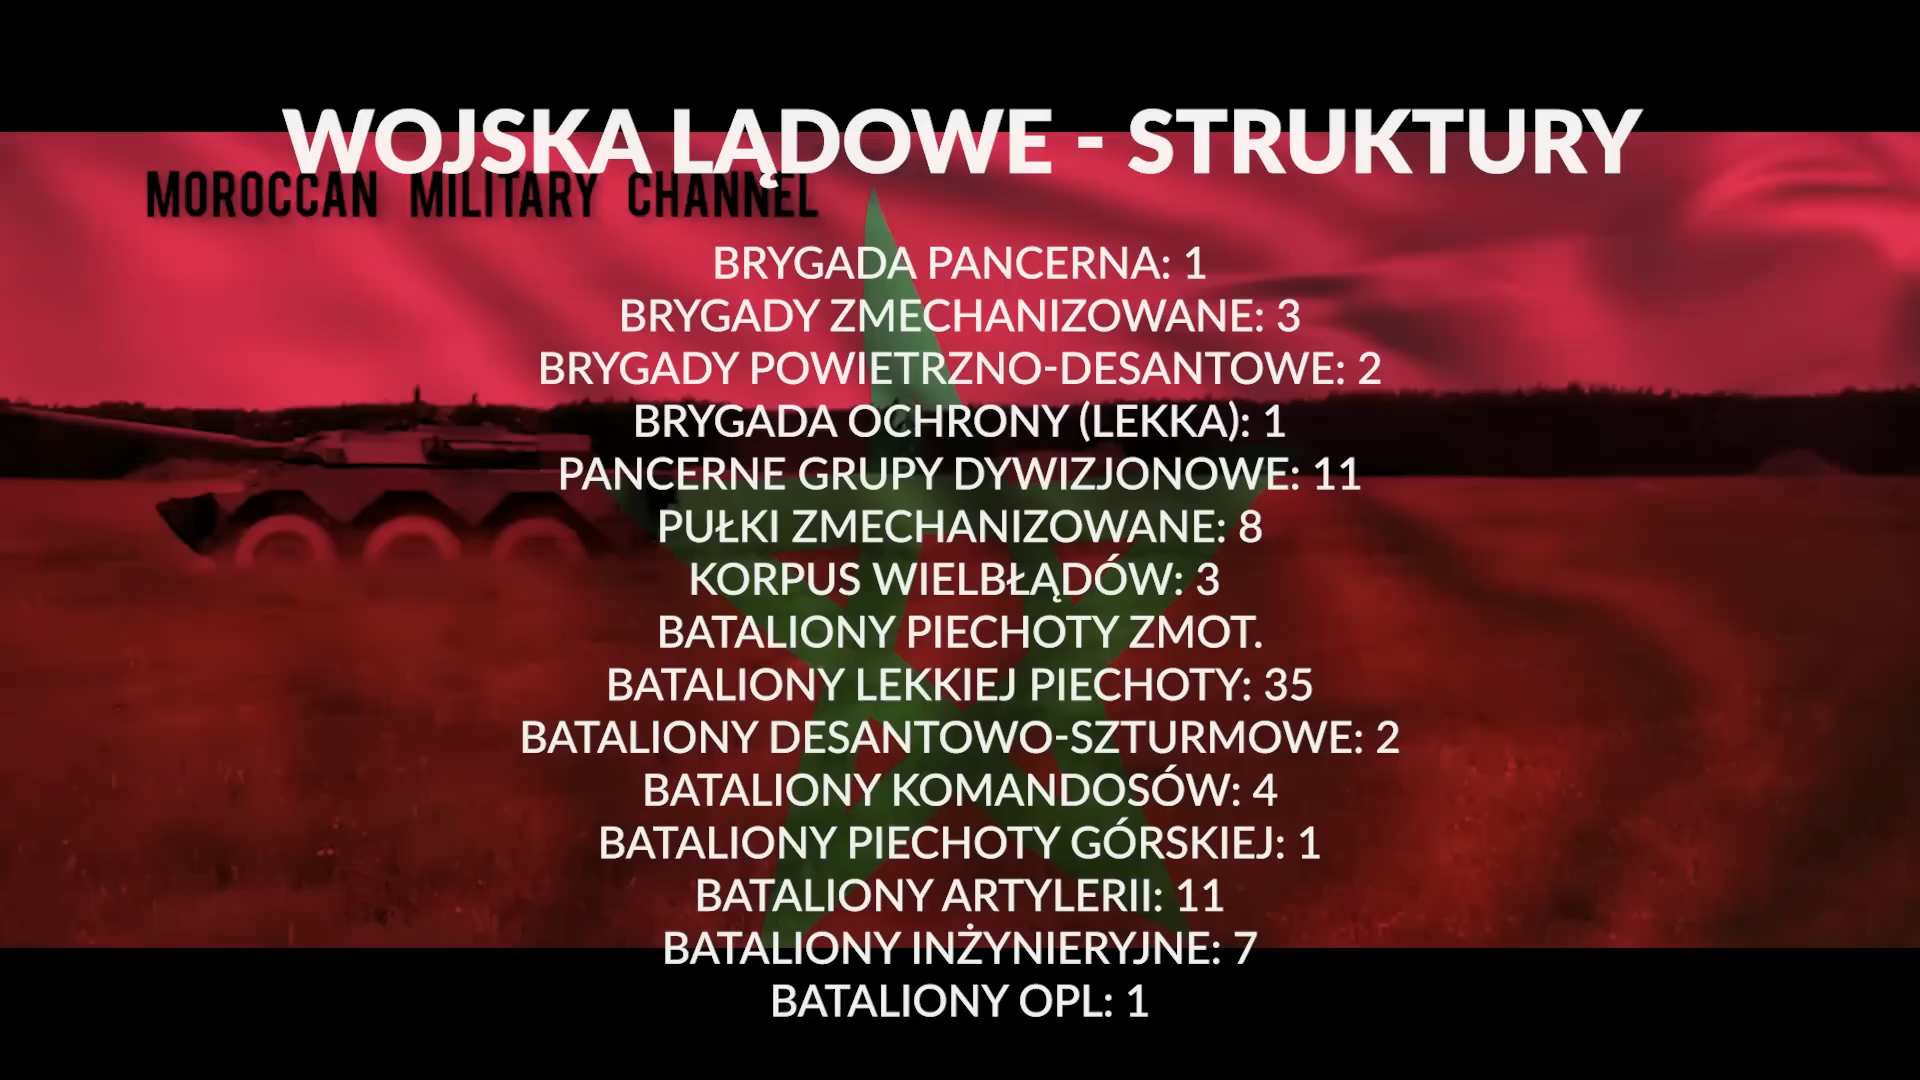 WOJSKA LĄDOWE - STRUKTURY
MOROCCAN MILITARY CHANNEL
BRYGADA PANCERNA: 1
BRYGADY ZMECHANIZOWANE: 3
BRYGADY POWIETRZNO-DESANTOWE: 2
BRYGADA OCHRONY (LEKKA): 1
PANCERNE GRUPY DYWIZJONOWE: 11
PUŁKI ZMECHANIZOWANE: 8
KORPUS WIELBŁĄDÓW: 3
BATALIONY PIECHOTY ZMOT.
BATALIONY LEKKIEJ PIECHOTY: 35
BATALIONY DESANTOWO-SZTURMOWE: 2
BATALIONY KOMANDOSÓW: 4
BATALIONY PIECHOTY GÓRSKIEJ: 1
BATALIONY ARTYLERII: 11
BATALIONY INŻYNIERYJNE: 7
BATALIONY OPL: 1